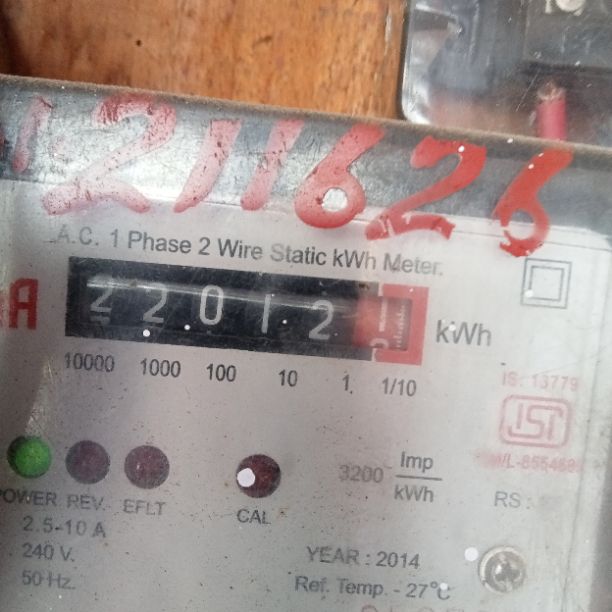 211626
A.C. 1 Phase 2 Wire Static kWh Meter.
A
22012 kWh
10000 1000 100 10 1 1/10
IS: 13779
ISI
3200 Imp/kWh
POWER REV. EFLT CAL
RS:
2.5-10 A
240 V.
50 Hz.
YEAR : 2014
Ref. Temp. - 27°C